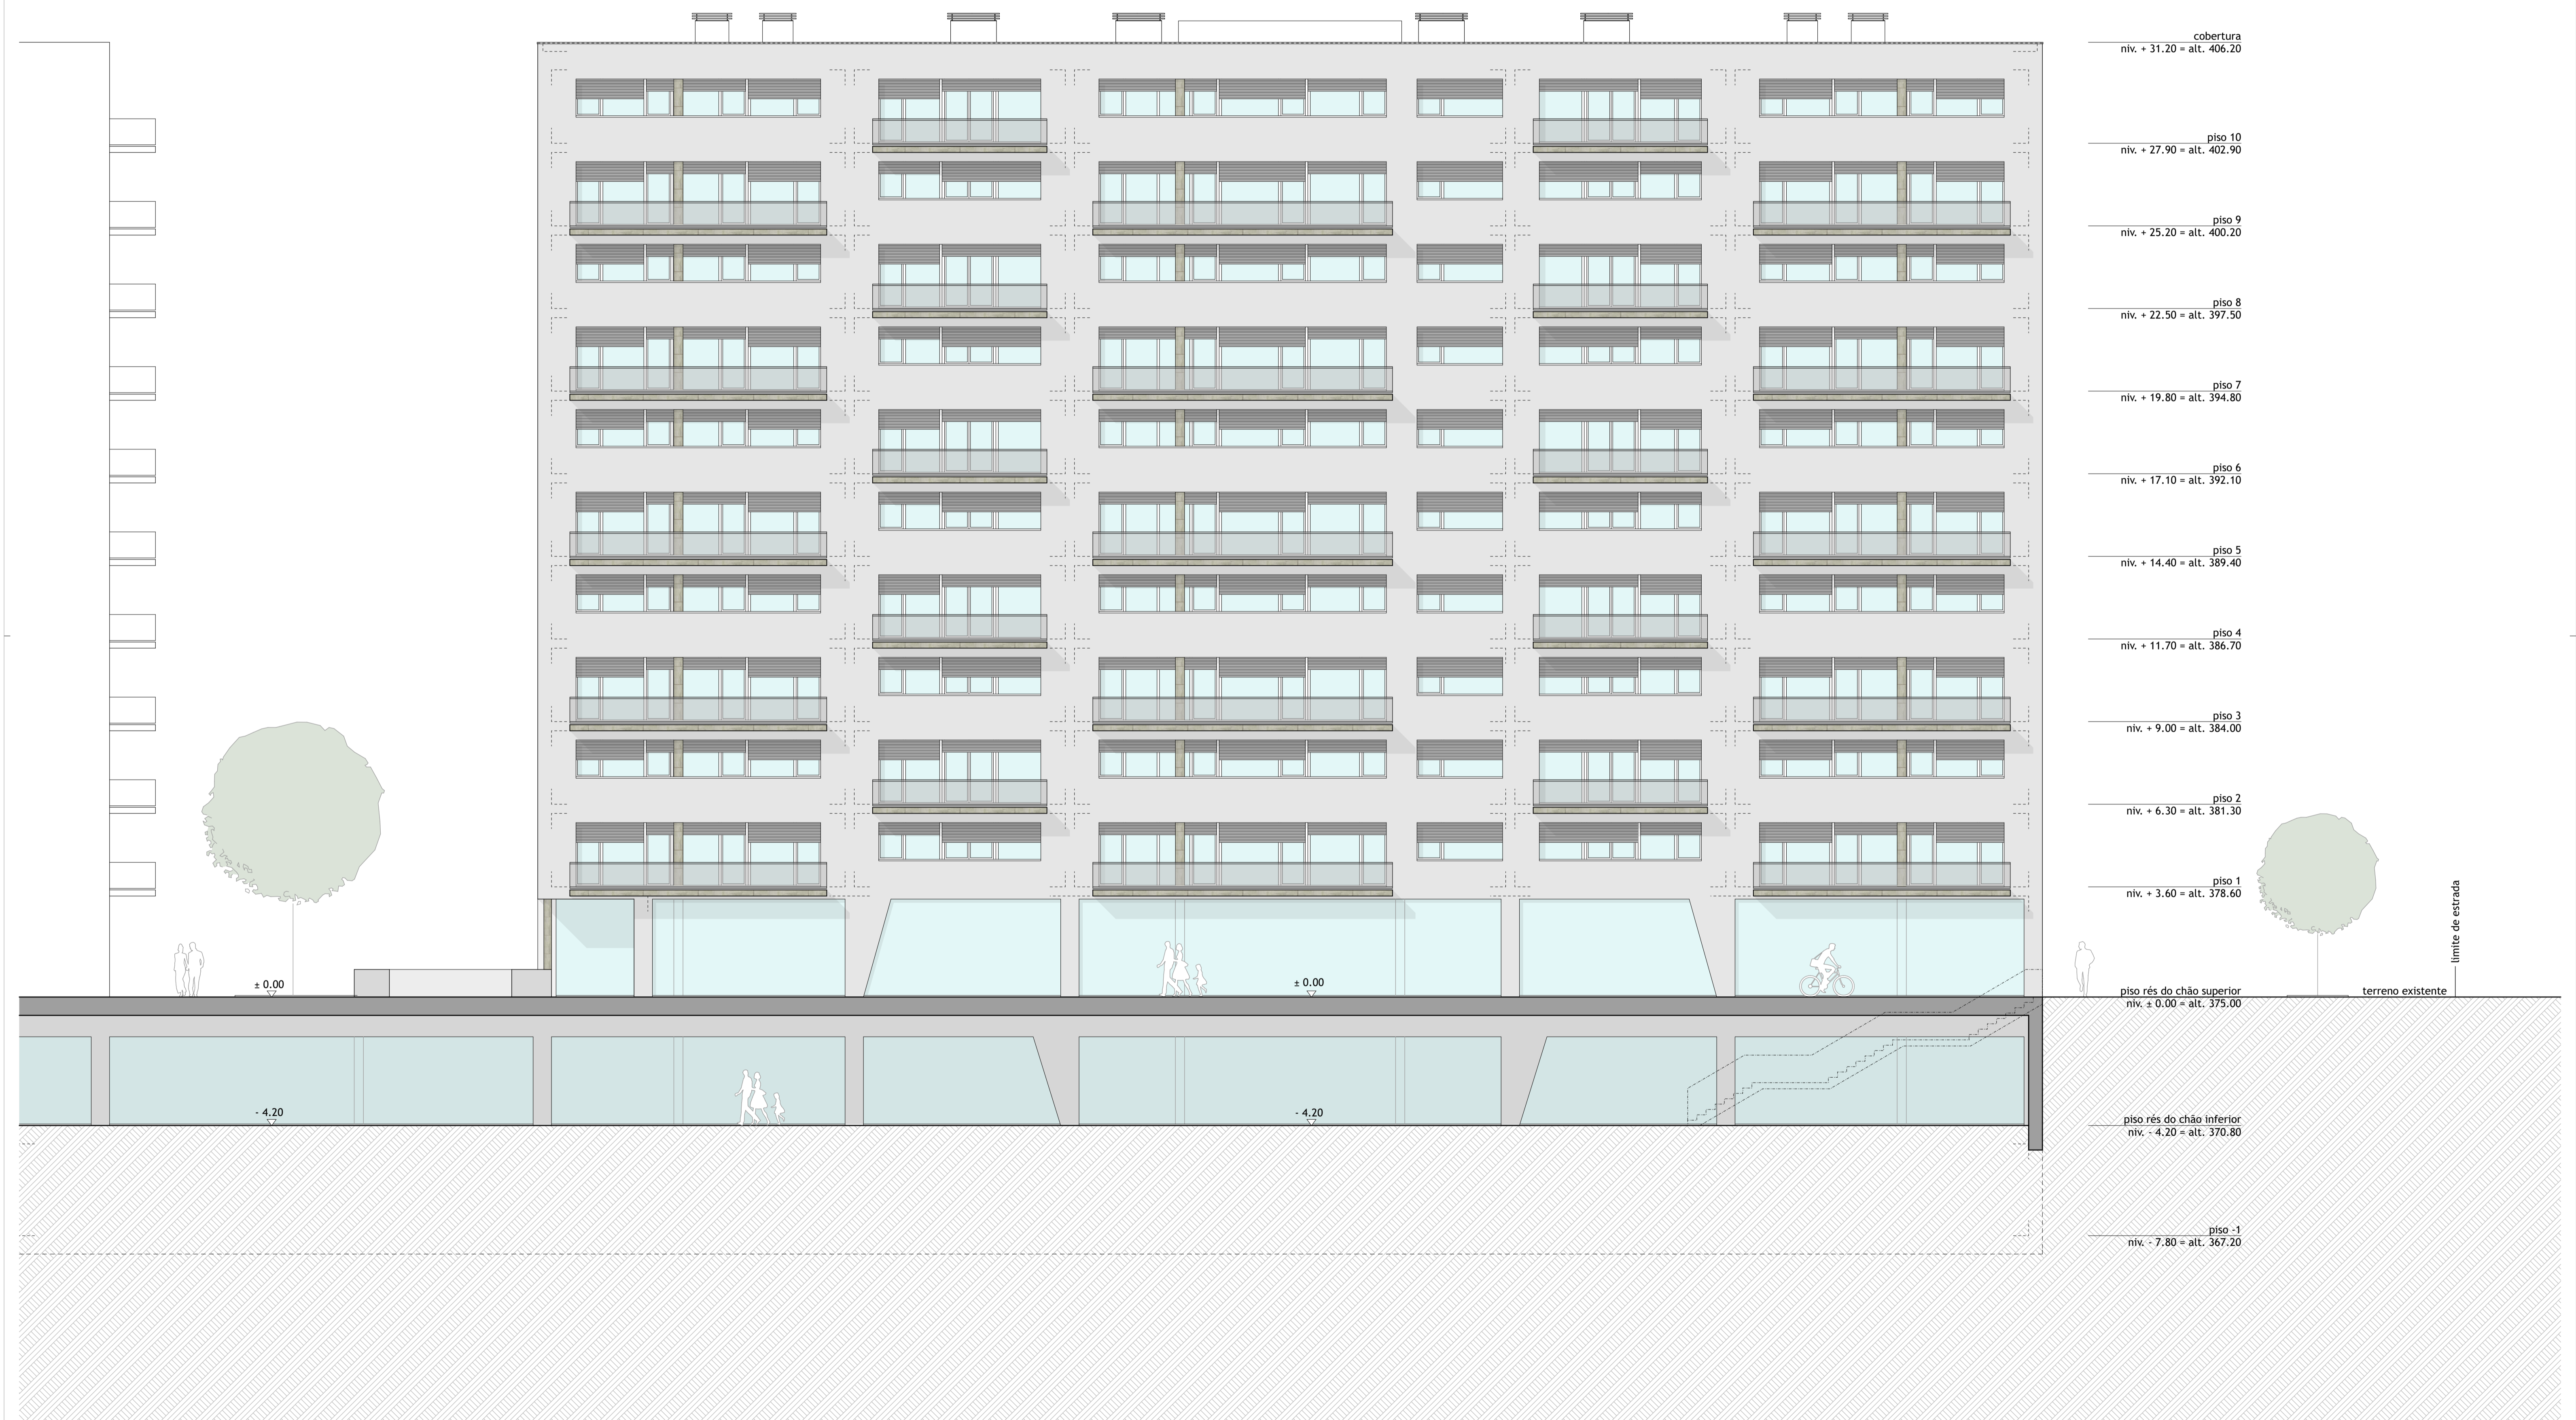 cobertura
niv. + 31.20 = alt. 406.20
piso 10
niv. + 27.90 = alt. 402.90
piso 9
niv. + 25.20 = alt. 400.20
piso 8
niv. + 22.50 = alt. 397.50
piso 7
niv. + 19.80 = alt. 394.80
piso 6
niv. + 17.10 = alt. 392.10
piso 5
niv. + 14.40 = alt. 389.40
piso 4
niv. + 11.70 = alt. 386.70
piso 3
niv. + 9.00 = alt. 384.00
piso 2
niv. + 6.30 = alt. 381.30
piso 1
niv. + 3.60 = alt. 378.60
limite de estrada
± 0.00
± 0.00
piso rés do chão superior
niv. ± 0.00 = alt. 375.00
terreno existente
- 4.20
- 4.20
piso rés do chão inferior
niv. - 4.20 = alt. 370.80
piso -1
niv. - 7.80 = alt. 367.20